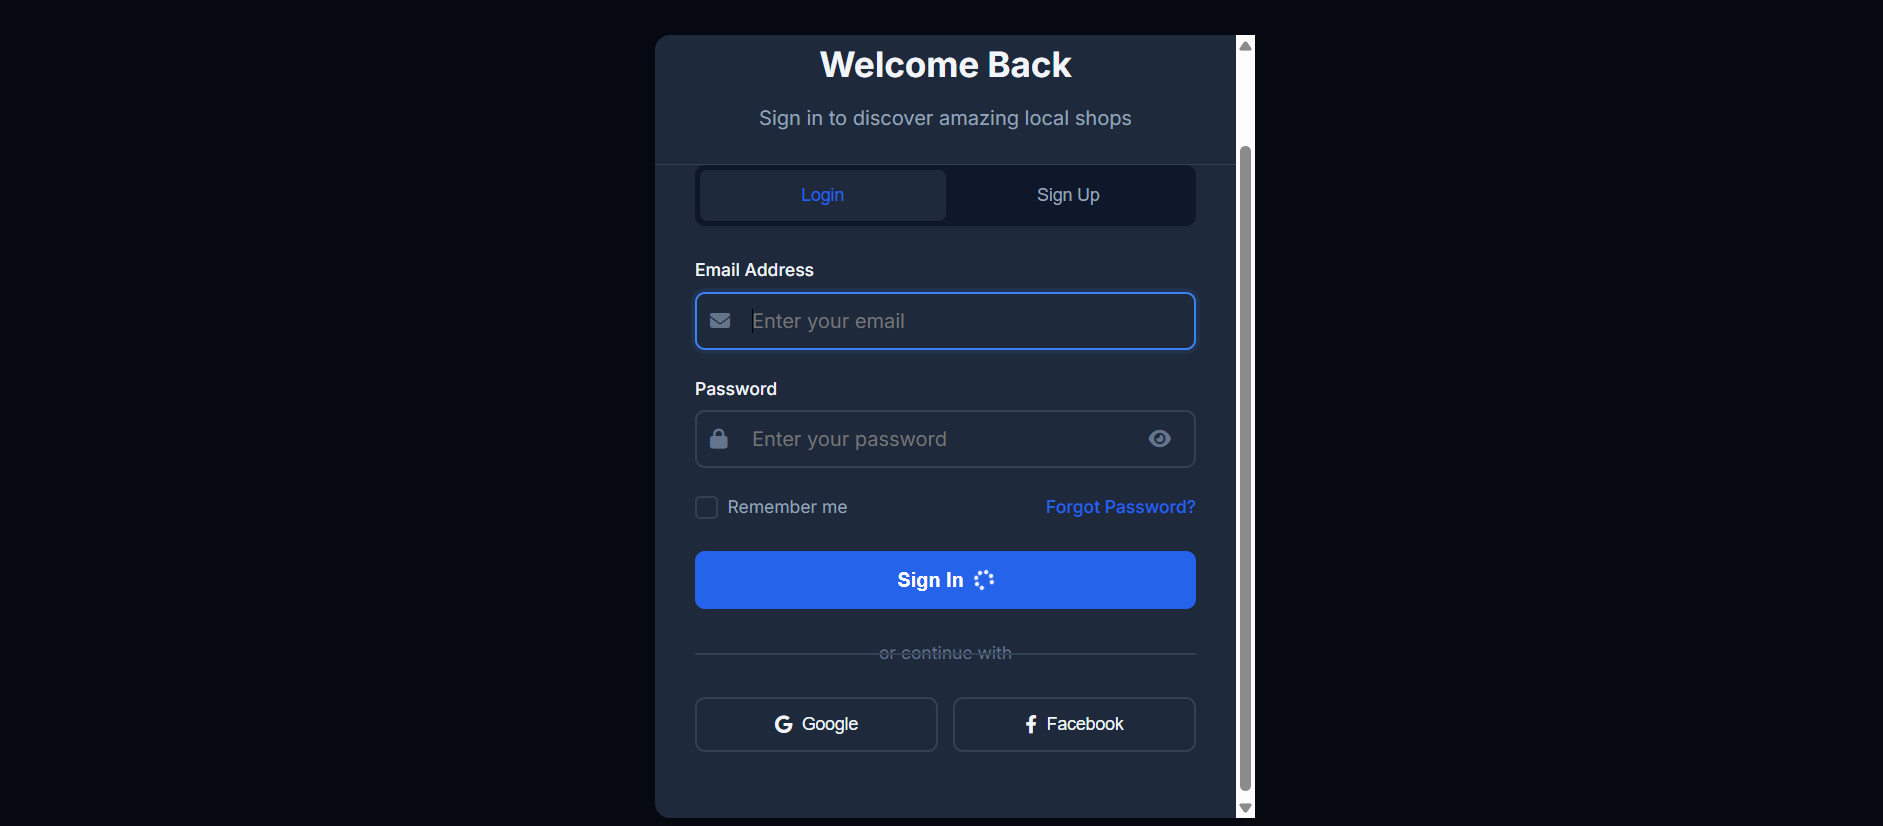 Welcome Back
Sign in to discover amazing local shops
Login
Sign Up
Email Address
Enter your email
Password
Enter your password
Remember me
Forgot Password?
Sign In
or continue with
Google
Facebook